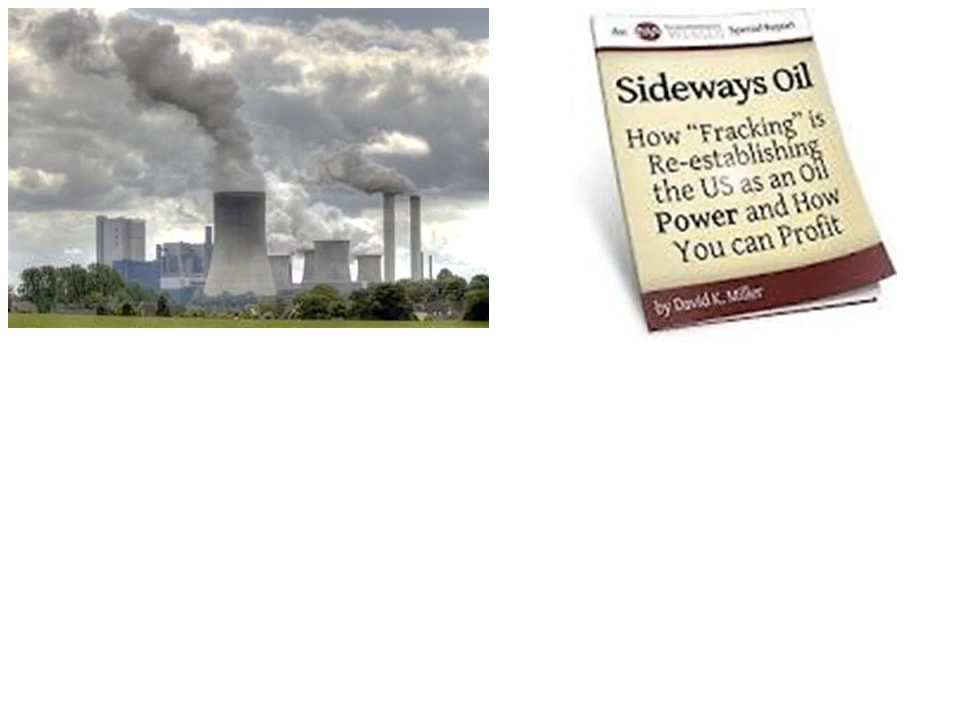 An Special Report
Sideways Oil
How "Fracking" is
Re-establishing
the US as an Oil
Power and How
You can Profit
by David K. Miller